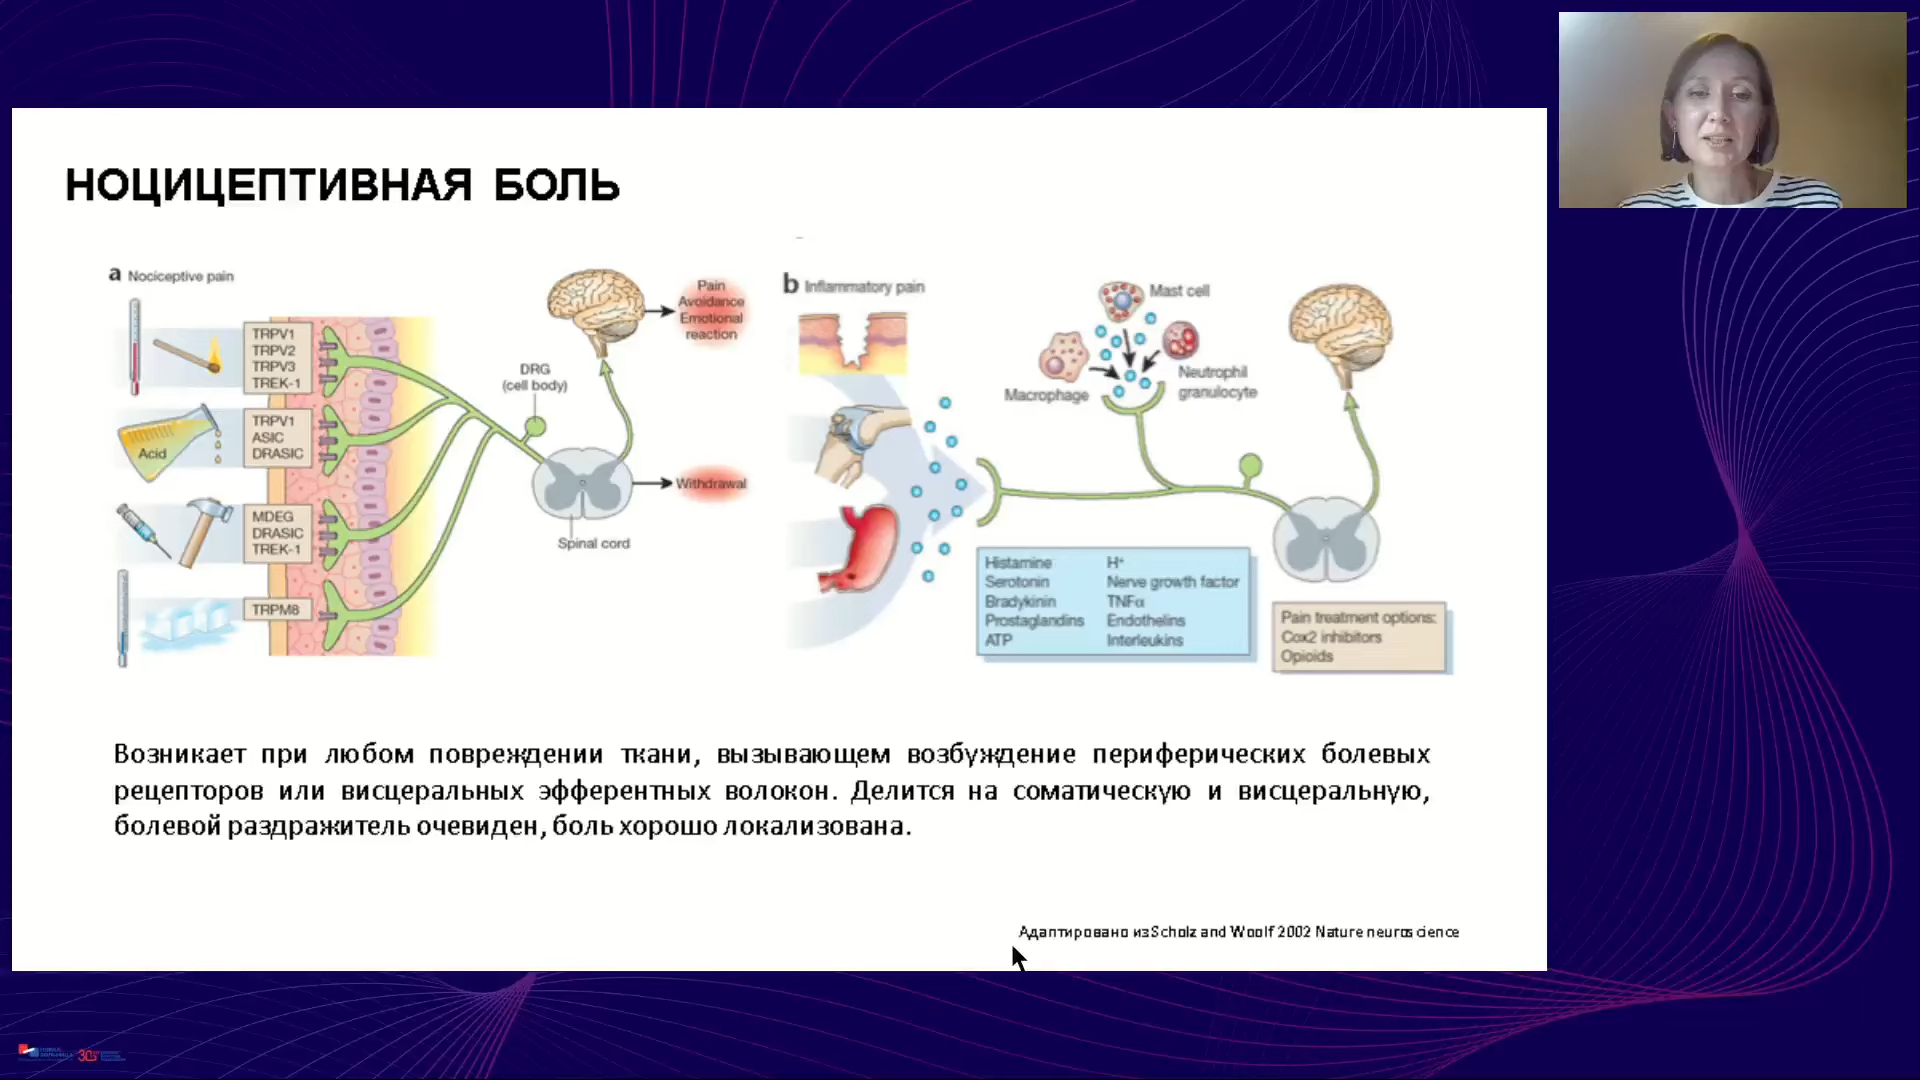 НОЦИЦЕПТИВНАЯ БОЛЬ
a Nociceptive pain
TRPV1
TRPV2
TRPV3
TREK-1
Acid
TRPV1
ASIC
DRASIC
MDEG
DRASIC
TREK-1
TRPM8
DRG
(cell body)
Spinal cord
Pain
Avoidance
Emotional
reaction
Withdrawal
b Inflammatory pain
Mast cell
Macrophage
Neutrophil
granulocyte
Histamine
Serotonin
Bradykinin
Prostaglandins
ATP
H⁺
Nerve growth factor
TNFα
Endothelins
Interleukins
Pain treatment options:
Cox2 inhibitors
Opioids
Возникает при любом повреждении ткани, вызывающем возбуждение периферических болевых
рецепторов или висцеральных эфферентных волокон. Делится на соматическую и висцеральную,
болевой раздражитель очевиден, боль хорошо локализована.
Адаптировано из Scholz and Woolf 2002 Nature neuroscience